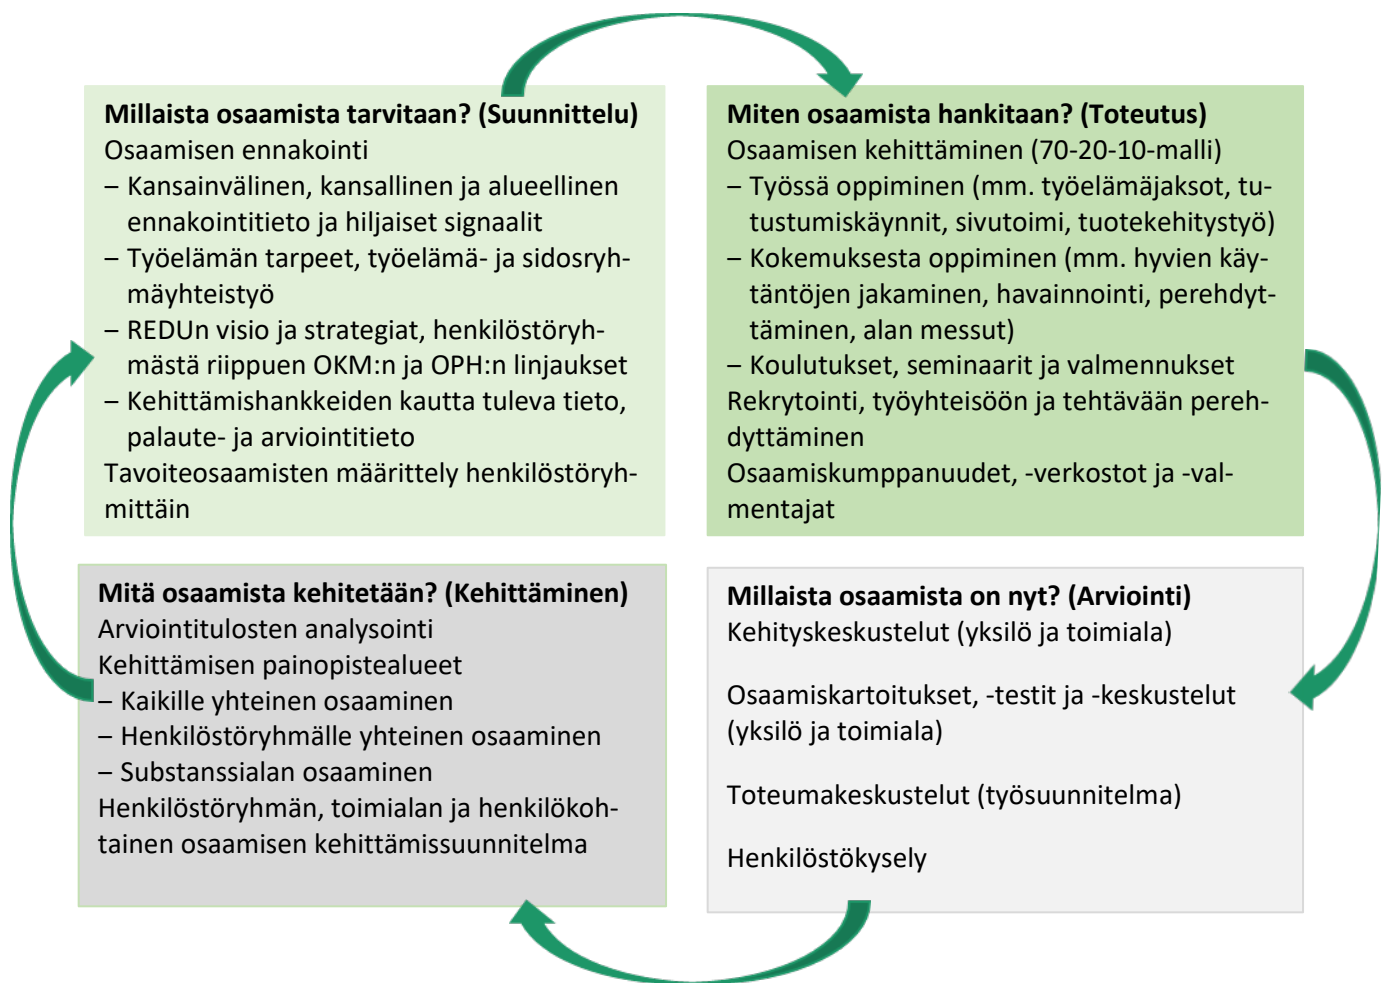 Millaista osaamista tarvitaan? (Suunnittelu)
Osaamisen ennakointi
– Kansainvälinen, kansallinen ja alueellinen
ennakointitieto ja hiljaiset signaalit
– Työelämän tarpeet, työelämä- ja sidosryh-
mäyhteistyö
– REDUn visio ja strategiat, henkilöstöryh-
mästä riippuen OKM:n ja OPH:n linjaukset
– Kehittämishankkeiden kautta tuleva tieto,
palaute- ja arviointitieto
Tavoiteosaamisten määrittely henkilöstöryh-
mittäin
Miten osaamista hankitaan? (Toteutus)
Osaamisen kehittäminen (70-20-10-malli)
– Työssä oppiminen (mm. työelämäjaksot, tu-
tustumiskäynnit, sivutoimi, tuotekehitystyö)
– Kokemuksesta oppiminen (mm. hyvien käy-
täntöjen jakaminen, havainnointi, perehdyt-
täminen, alan messut)
– Koulutukset, seminaarit ja valmennukset
Rekrytointi, työyhteisöön ja tehtävään pereh-
dyttäminen
Osaamiskumppanuudet, -verkostot ja -val-
mentajat
Mitä osaamista kehitetään? (Kehittäminen)
Arviointitulosten analysointi
Kehittämisen painopistealueet
– Kaikille yhteinen osaaminen
– Henkilöstöryhmälle yhteinen osaaminen
– Substanssialan osaaminen
Henkilöstöryhmän, toimialan ja henkilökoh-
tainen osaamisen kehittämissuunnitelma
Millaista osaamista on nyt? (Arviointi)
Kehityskeskustelut (yksilö ja toimiala)
Osaamiskartoitukset, -testit ja -keskustelut
(yksilö ja toimiala)
Toteumakeskustelut (työsuunnitelma)
Henkilöstökysely